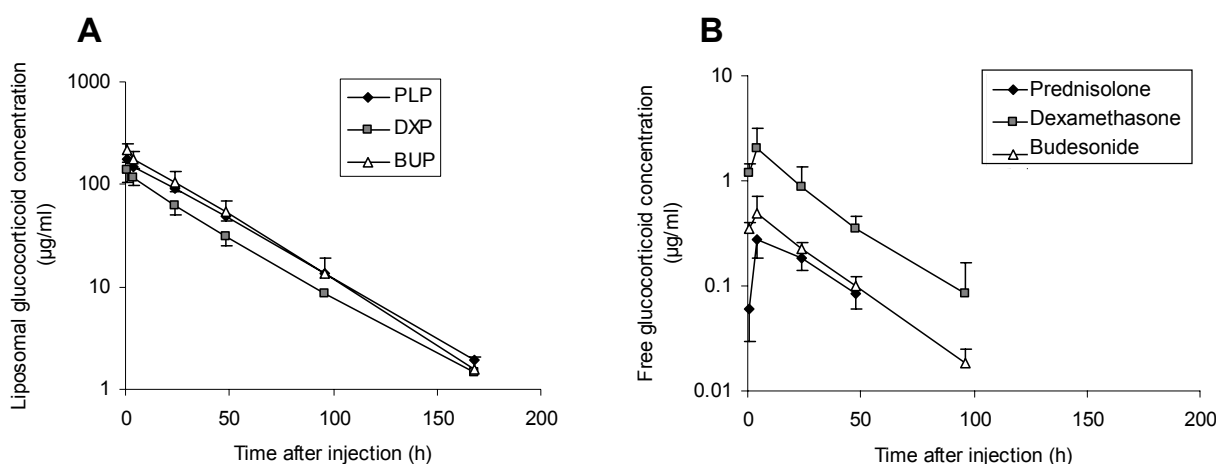 A
Liposomal glucocorticoid concentration
(µg/ml)
1000
100
10
1
0
50
100
150
200
Time after injection (h)
PLP
DXP
BUP
B
Free glucocorticoid concentration
(µg/ml)
10
1
0.1
0.01
0
50
100
150
200
Time after injection (h)
Prednisolone
Dexamethasone
Budesonide